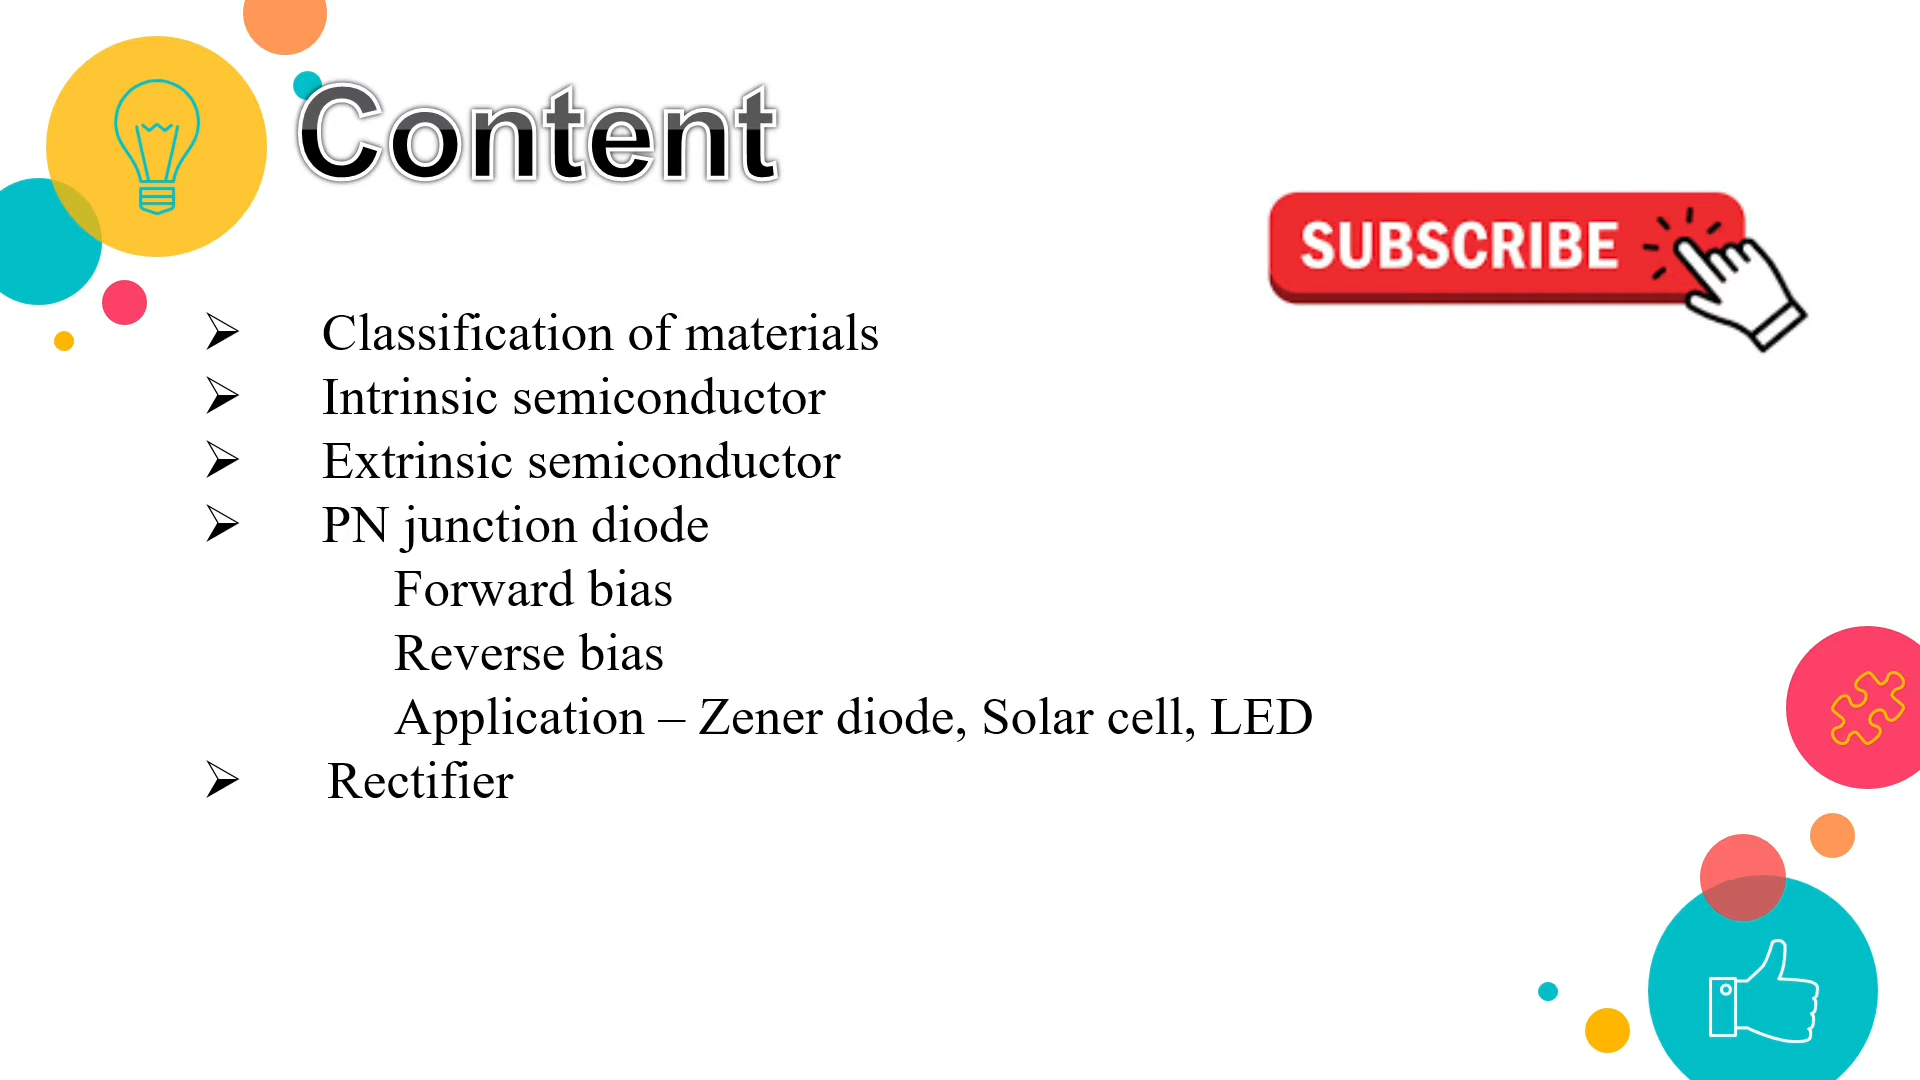 Content
SUBSCRIBE
➢ Classification of materials
➢ Intrinsic semiconductor
➢ Extrinsic semiconductor
➢ PN junction diode
Forward bias
Reverse bias
Application – Zener diode, Solar cell, LED
➢ Rectifier